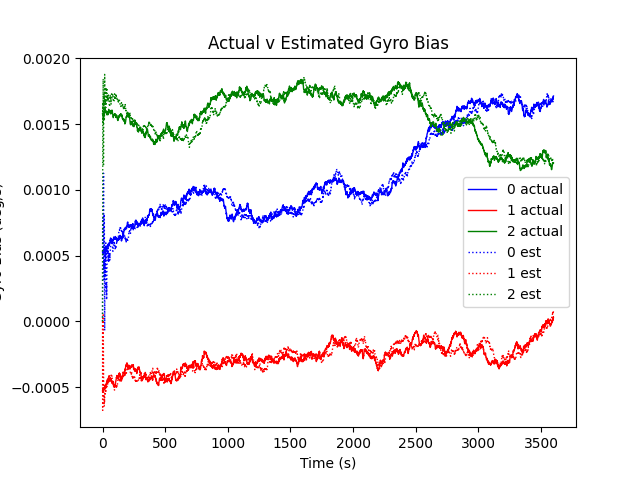 Actual v Estimated Gyro Bias
0.0020
0.0015
0.0010
0.0005
0.0000
−0.0005
0
500
1000
1500
2000
2500
3000
3500
Time (s)
0 actual
1 actual
2 actual
0 est
1 est
2 est